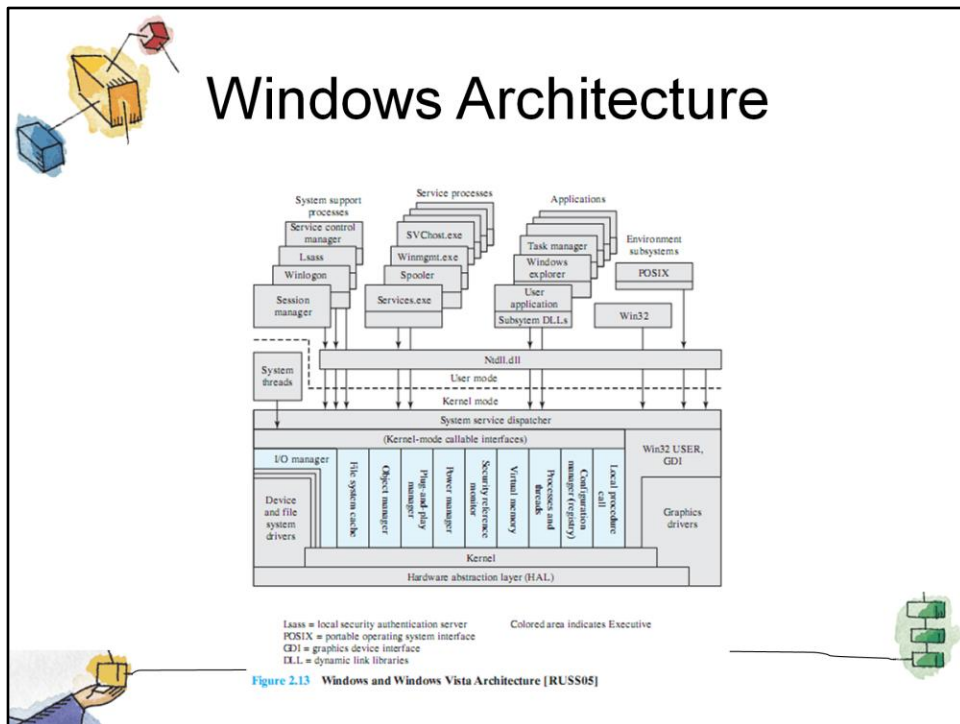 Windows Architecture
System support
processes
Service control
manager
Lsass
Winlogon
Session
manager
Service processes
SVChost.exe
Winmgmt.exe
Spooler
Services.exe
Applications
Task manager
Windows
explorer
User
application
Subsytem DLLs
Environment
subsystems
POSIX
Win32
System
threads
Ntdll.dll
User mode
Kernel mode
System service dispatcher
(Kernel-mode callable interfaces)
I/O manager
Device
and file
system
drivers
File system cache
Object manager
Plug-and-play
manager
Power manager
Security reference
monitor
Virtual memory
Processes and
threads
Configuration
manager (registry)
Local procedure
call
Win32 USER,
GDI
Graphics
drivers
Kernel
Hardware abstraction layer (HAL)
Lsass = local security authentication server
POSIX = portable operating system interface
GDI = graphics device interface
DLL = dynamic link libraries
Colored area indicates Executive
Figure 2.13 Windows and Windows Vista Architecture [RUSS05]